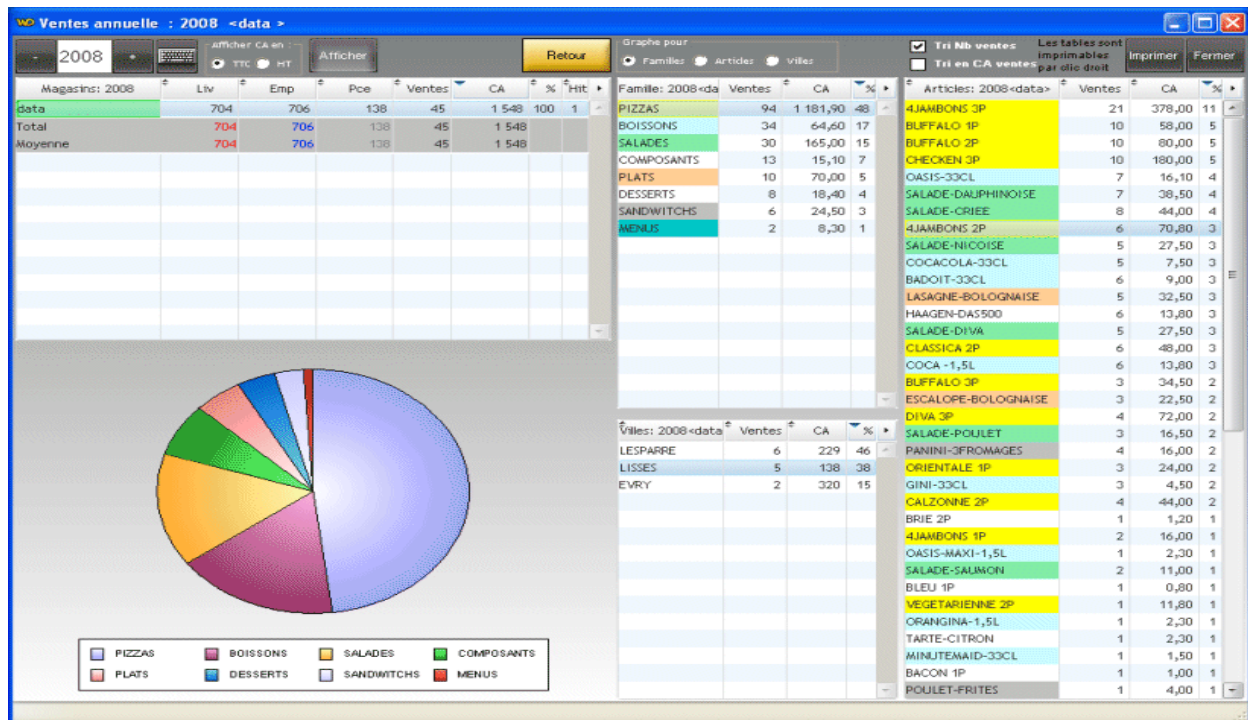 Ventes annuelle : 2008 <data >
- 2008 +
Afficher CA en :
TTC HT
Afficher
Retour
Graphe pour
Familles Articles Villes
Tri Nb ventes
Tri en CA ventes
Les tables sont
imprimables
par clic droit
Imprimer Fermer
Magasins: 2008 Liv Emp Pce Ventes CA % Hit
data 704 706 138 45 1 548 100 1
Total 704 706 138 45 1 548
Moyenne 704 706 138 45 1 548
Famille: 2008<da Ventes CA %
PIZZAS 94 1 181,90 48
BOISSONS 34 64,60 17
SALADES 30 165,00 15
COMPOSANTS 13 15,10 7
PLATS 10 70,00 5
DESSERTS 8 18,40 4
SANDWITCHS 6 24,50 3
MENUS 2 8,30 1
Villes: 2008<data Ventes CA %
LESPARRE 6 229 46
LISSES 5 138 38
EVRY 2 320 15
Articles: 2008<data> Ventes CA %
4JAMBONS 3P 21 378,00 11
BUFFALO 1P 10 58,00 5
BUFFALO 2P 10 80,00 5
CHECKEN 3P 10 180,00 5
OASIS-33CL 7 16,10 4
SALADE-DAUPHINOISE 7 38,50 4
SALADE-CRIEE 8 44,00 4
4JAMBONS 2P 6 70,80 3
SALADE-NICOISE 5 27,50 3
COCACOLA-33CL 5 7,50 3
BADOIT-33CL 6 9,00 3
LASAGNE-BOLOGNAISE 5 32,50 3
HAAGEN-DAS500 6 13,80 3
SALADE-DIVA 5 27,50 3
CLASSICA 2P 6 48,00 3
COCA -1,5L 6 13,80 3
BUFFALO 3P 3 34,50 2
ESCALOPE-BOLOGNAISE 3 22,50 2
DIVA 3P 4 72,00 2
SALADE-POULET 3 16,50 2
PANINI-3FROMAGES 4 16,00 2
ORIENTALE 1P 3 24,00 2
GINI-33CL 3 4,50 2
CALZONNE 2P 4 44,00 2
BRIE 2P 1 1,20 1
4JAMBONS 1P 2 16,00 1
OASIS-MAXI-1,5L 1 2,30 1
SALADE-SAUMON 2 11,00 1
BLEU 1P 1 0,80 1
VEGETARIENNE 2P 1 11,80 1
ORANGINA-1,5L 1 2,30 1
TARTE-CITRON 1 2,30 1
MINUTEMAID-33CL 1 1,50 1
BACON 1P 1 1,00 1
POULET-FRITES 1 4,00 1
PIZZAS BOISSONS SALADES COMPOSANTS
PLATS DESSERTS SANDWITCHS MENUS